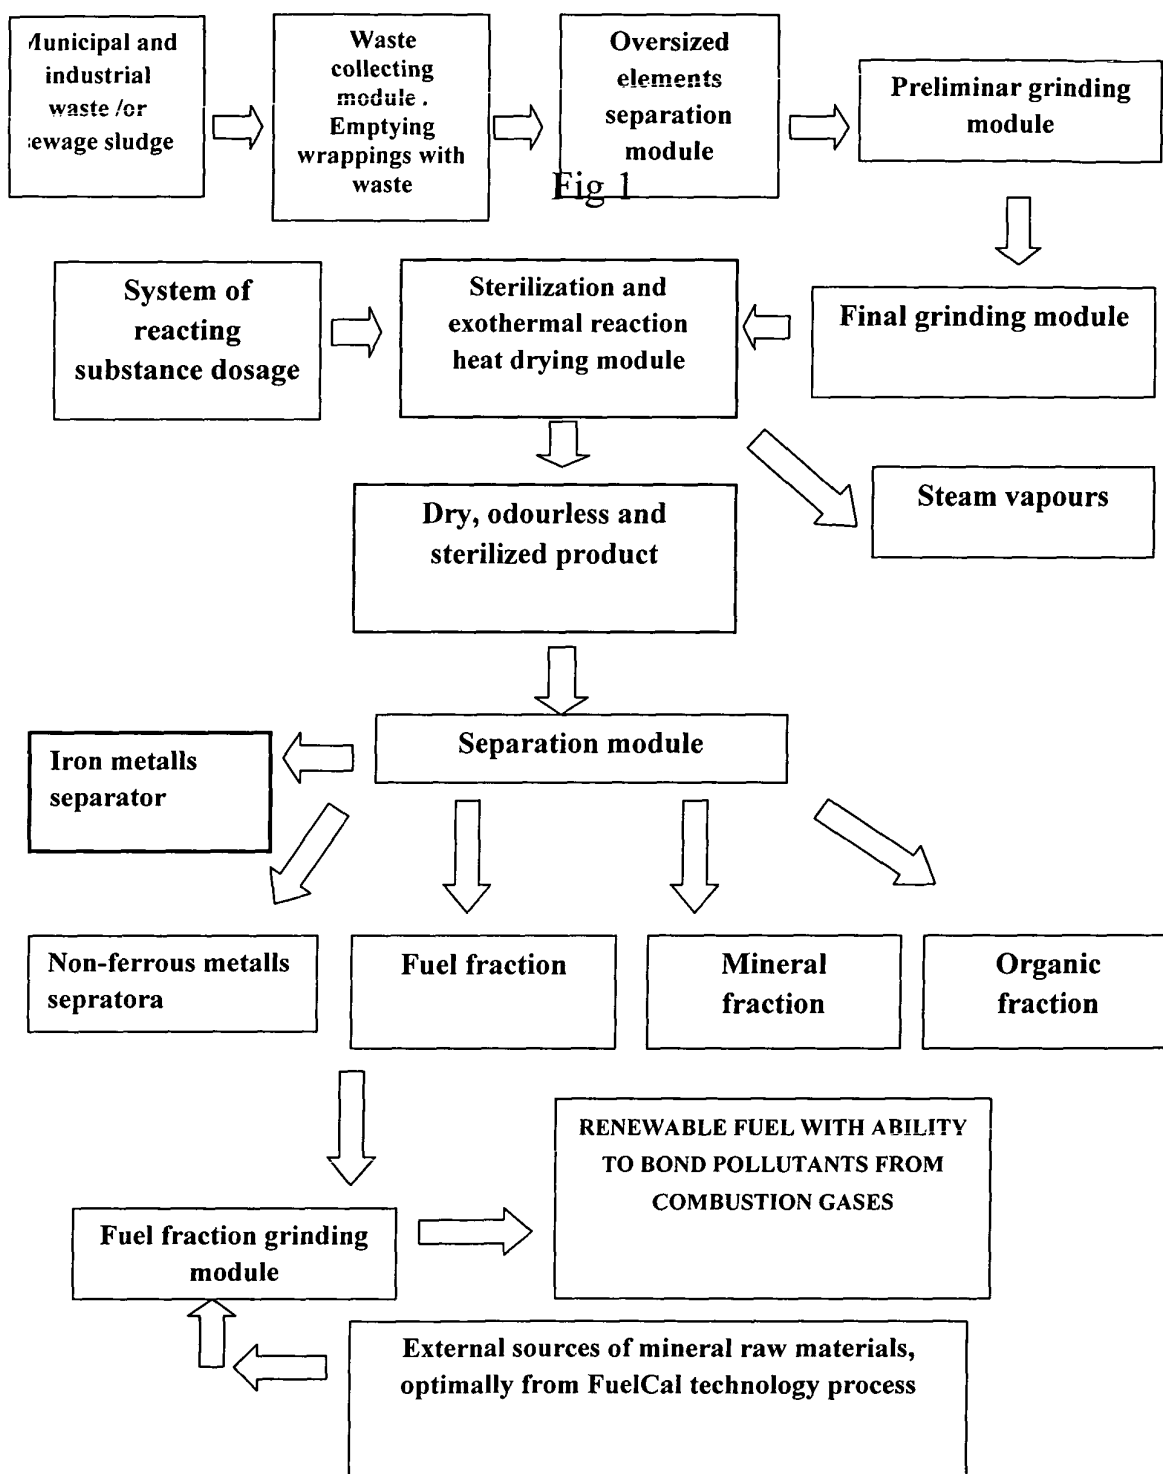 Municipal and
industrial
waste /or
sewage sludge
Waste
collecting
module .
Emptying
wrappings with
waste
Oversized
elements
separation
module
Preliminar grinding
module
Fig 1
System of
reacting
substance dosage
Sterilization and
exothermal reaction
heat drying module
Final grinding module
Dry, odourless and
sterilized product
Steam vapours
Separation module
Iron metalls
separator
Non-ferrous metalls
sepratora
Fuel fraction
Mineral
fraction
Organic
fraction
RENEWABLE FUEL WITH ABILITY
TO BOND POLLUTANTS FROM
COMBUSTION GASES
Fuel fraction grinding
module
External sources of mineral raw materials,
optimally from FuelCal technology process